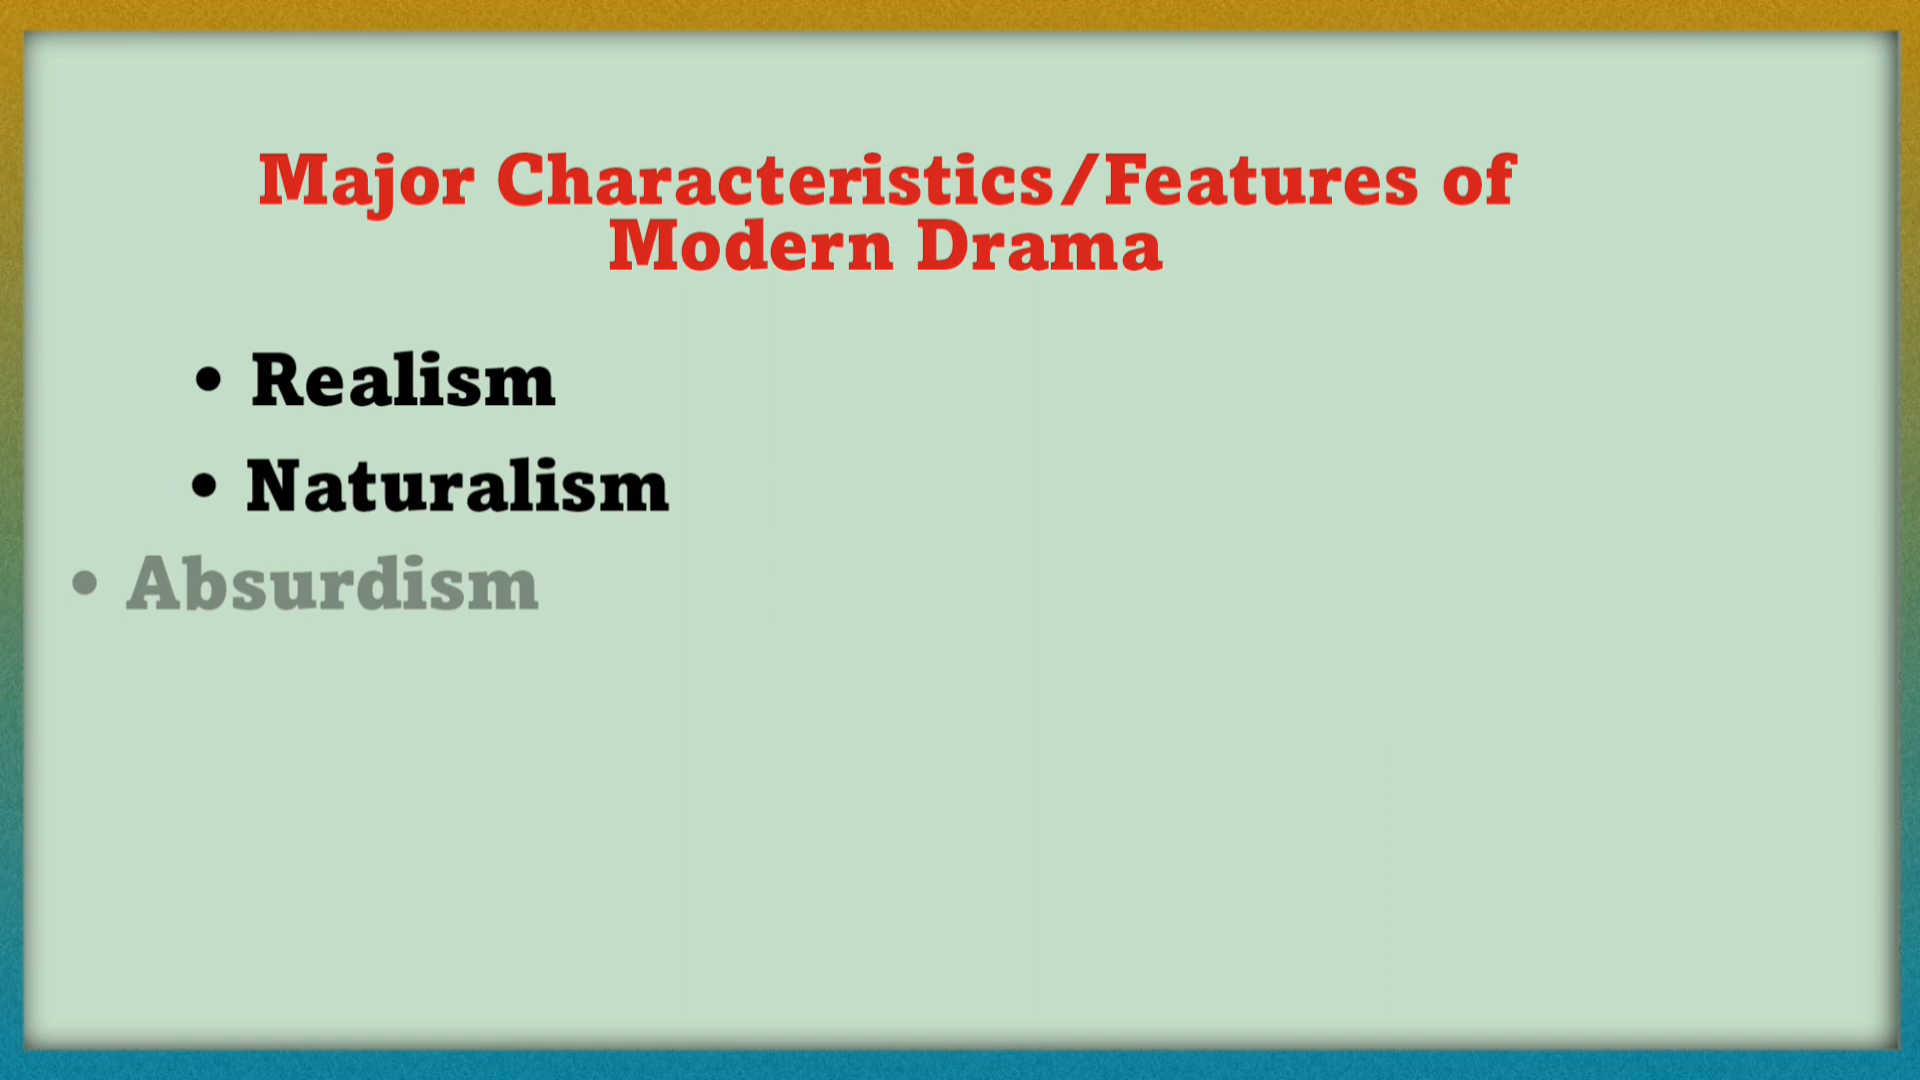 Major Characteristics/Features of
Modern Drama
• Realism
• Naturalism
• Absurdism